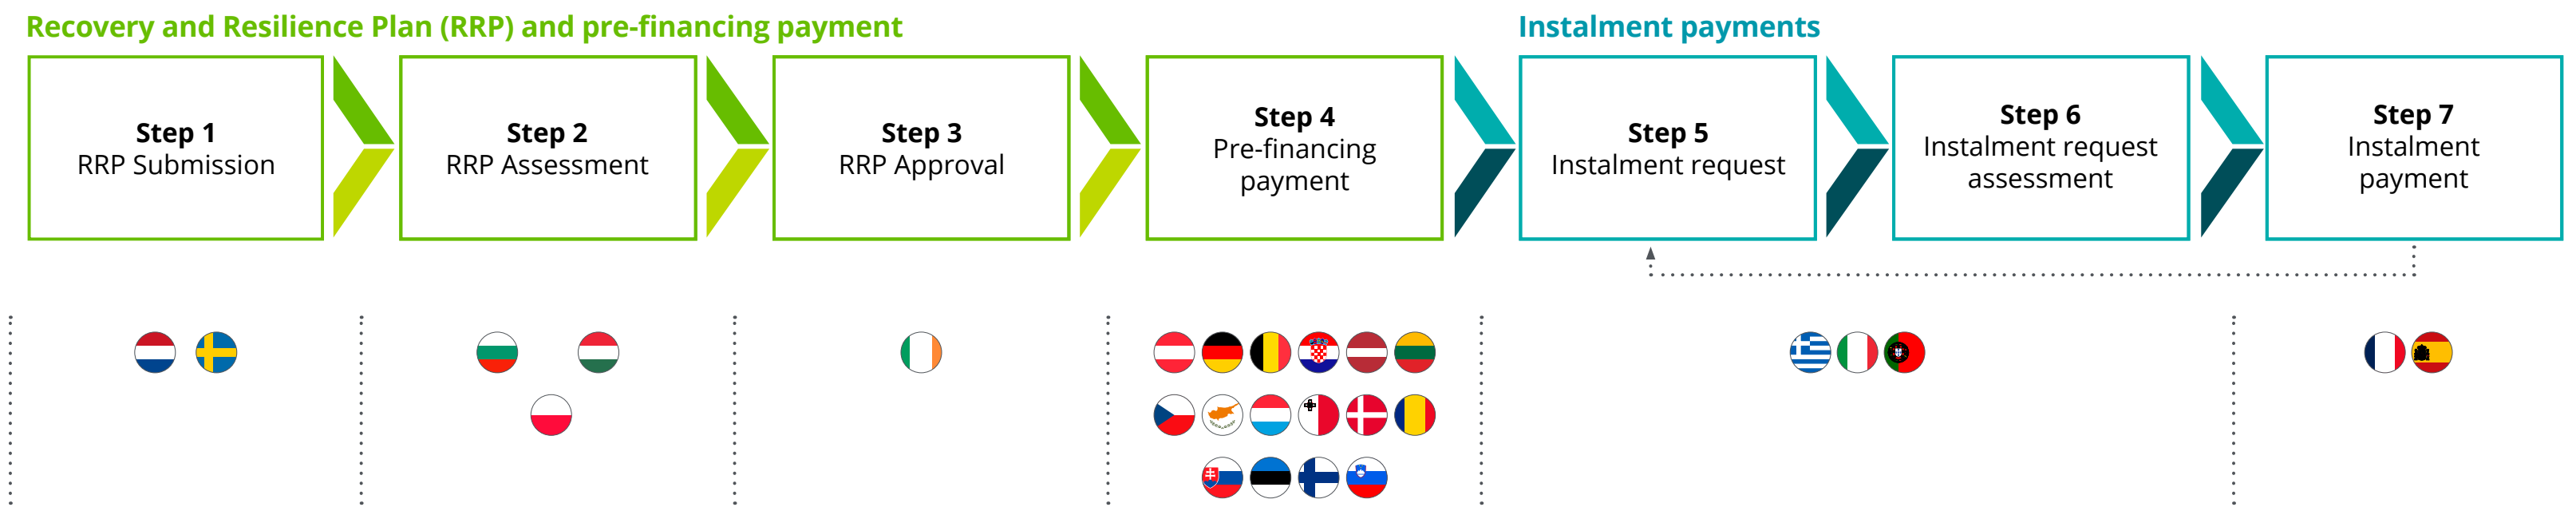 Recovery and Resilience Plan (RRP) and pre-financing payment
Instalment payments
Step 1
RRP Submission
Step 2
RRP Assessment
Step 3
RRP Approval
Step 4
Pre-financing
payment
Step 5
Instalment request
Step 6
Instalment request
assessment
Step 7
Instalment
payment